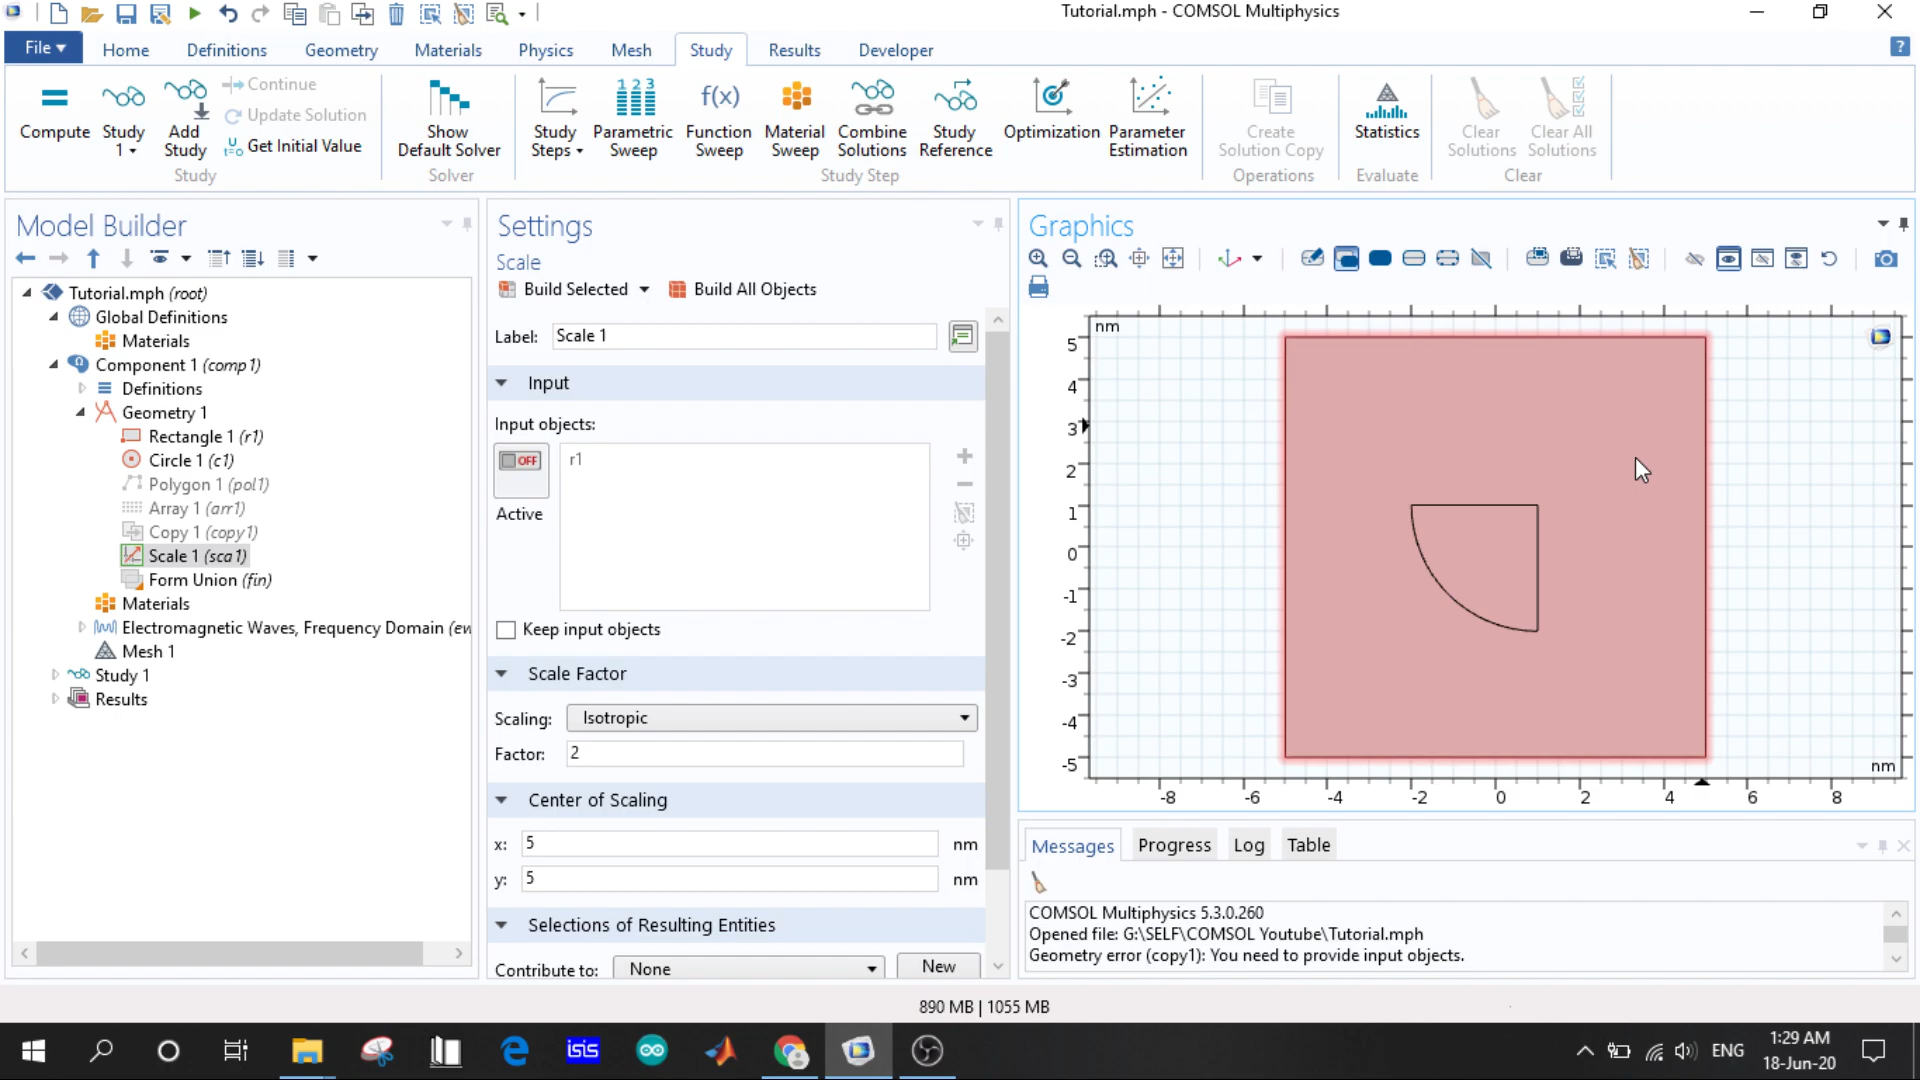 Tutorial.mph - COMSOL Multiphysics
File Home Definitions Geometry Materials Physics Mesh Study Results Developer
Compute
Study 1
Add Study
Continue
Update Solution
Get Initial Value
Study
Show Default Solver
Solver
Study Steps
Parametric Sweep
f(x)
Function Sweep
Material Sweep
Combine Solutions
Study Reference
Optimization
Parameter Estimation
Study Step
Create Solution Copy
Operations
Statistics
Evaluate
Clear Solutions
Clear All Solutions
Clear
Model Builder
Tutorial.mph (root)
Global Definitions
Materials
Component 1 (comp1)
Definitions
Geometry 1
Rectangle 1 (r1)
Circle 1 (c1)
Polygon 1 (pol1)
Array 1 (arr1)
Copy 1 (copy1)
Scale 1 (sca1)
Form Union (fin)
Materials
Electromagnetic Waves, Frequency Domain (ew
Mesh 1
Study 1
Results
Settings
Scale
Build Selected Build All Objects
Label: Scale 1
Input
Input objects:
OFF
Active
r1
Keep input objects
Scale Factor
Scaling: Isotropic
Factor: 2
Center of Scaling
x: 5 nm
y: 5 nm
Selections of Resulting Entities
Contribute to: None New
Graphics
nm
5
4
3
2
1
0
-1
-2
-3
-4
-5
nm
-8 -6 -4 -2 0 2 4 6 8
Messages Progress Log Table
COMSOL Multiphysics 5.3.0.260
Opened file: G:\SELF\COMSOL Youtube\Tutorial.mph
Geometry error (copy1): You need to provide input objects.
890 MB | 1055 MB
isis
ENG
1:29 AM
18-Jun-20